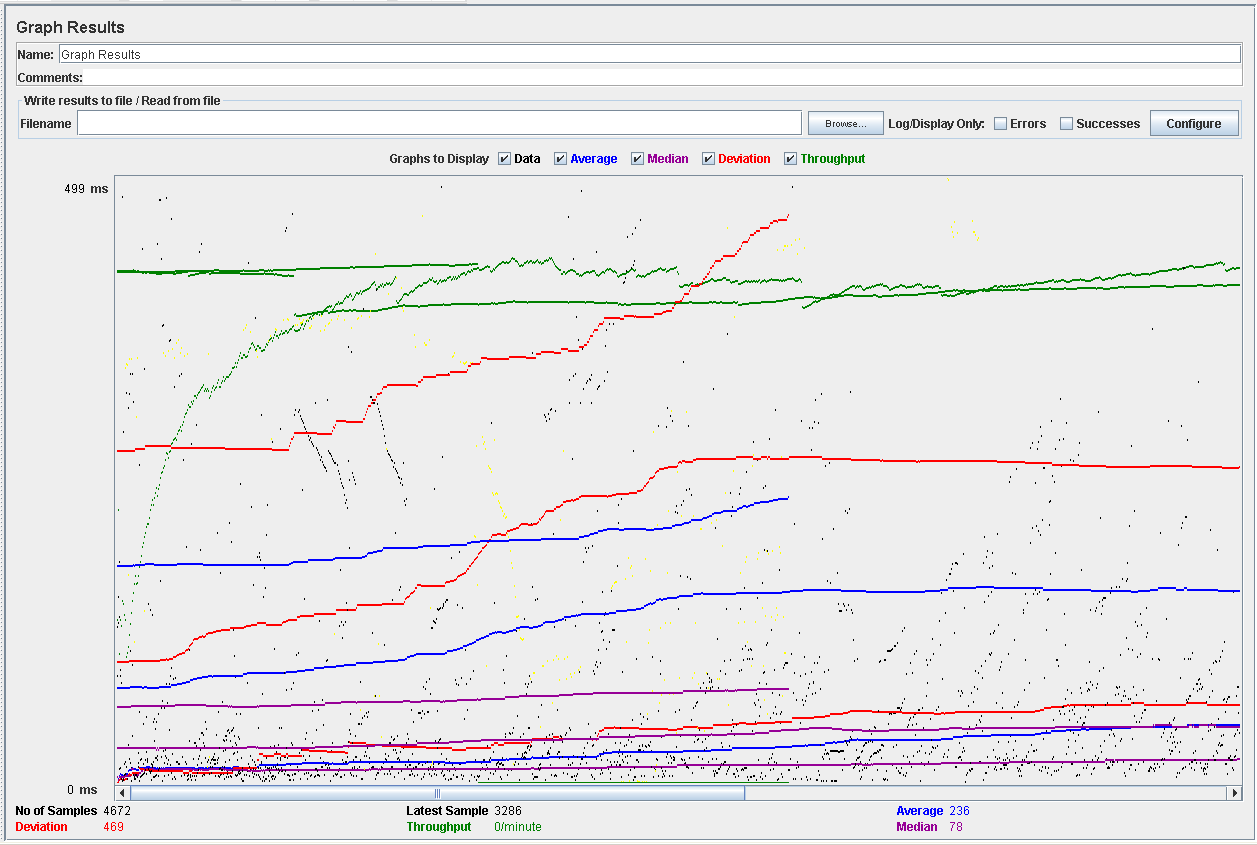 Graph Results
Name: Graph Results
Comments:
Write results to file / Read from file
Filename Browse... Log/Display Only: Errors Successes Configure
Graphs to Display Data Average Median Deviation Throughput
499 ms
0 ms
No of Samples 4672 Latest Sample 3286 Average 236
Deviation 469 Throughput 0/minute Median 78